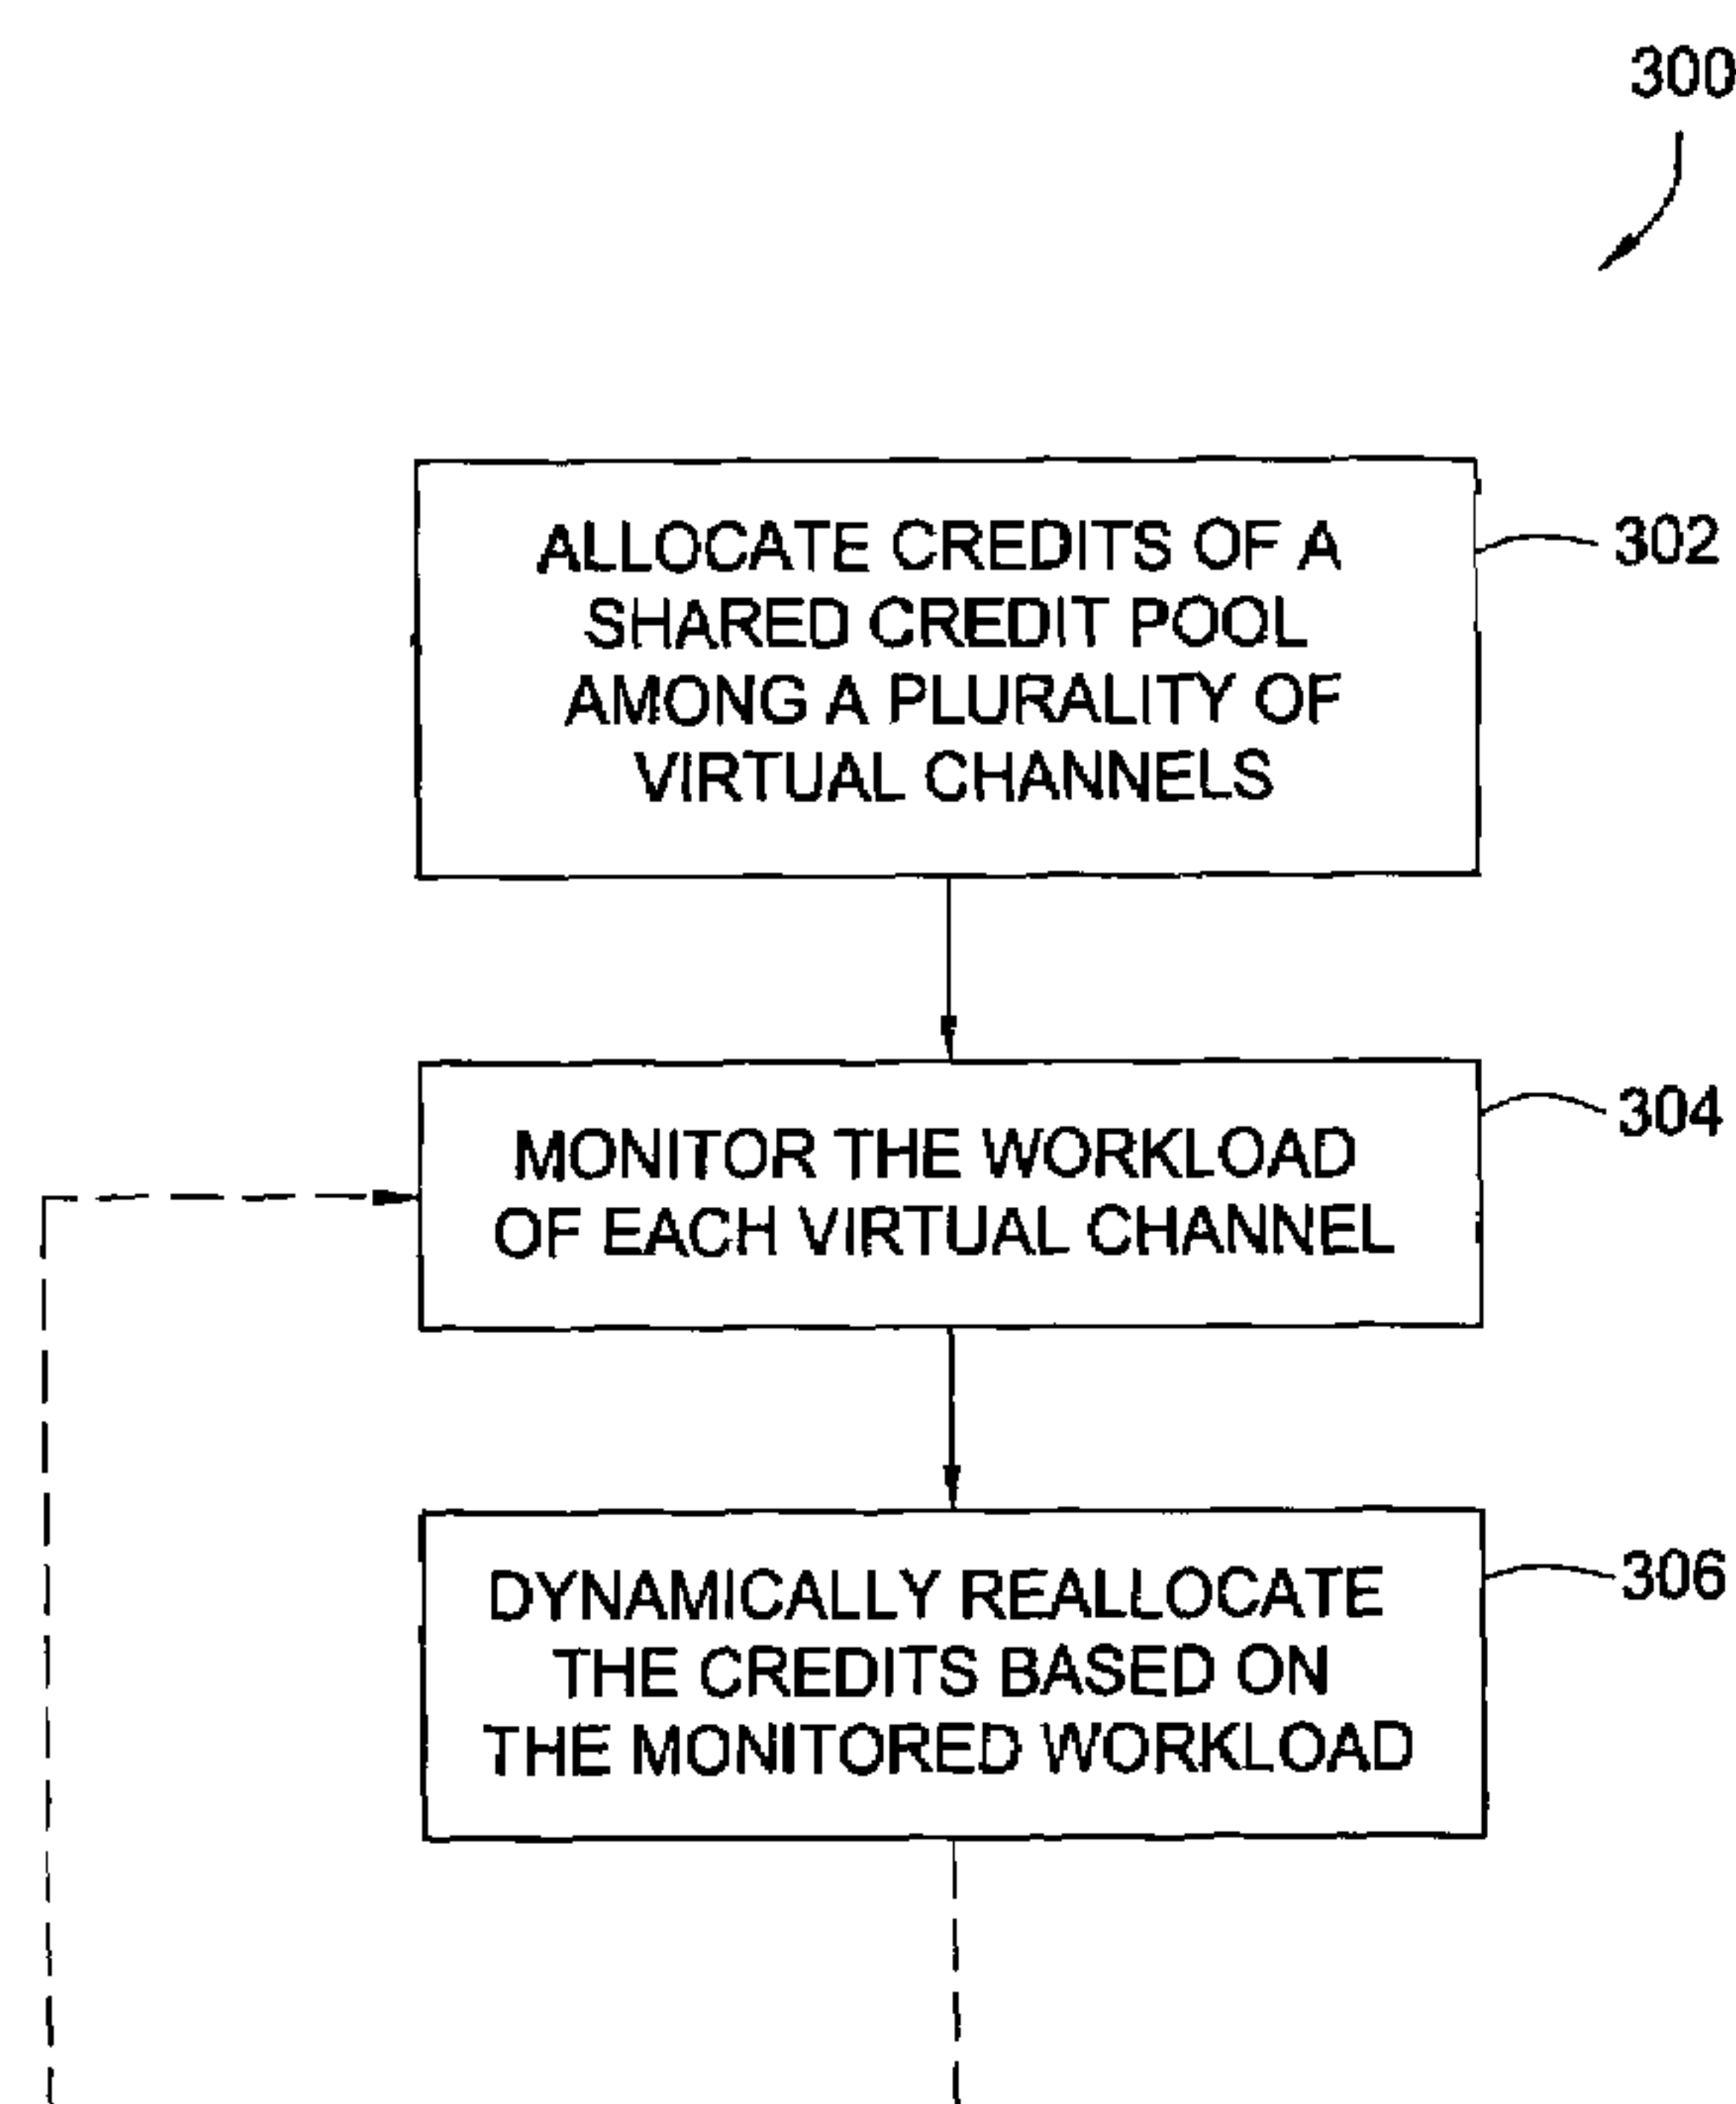 300
ALLOCATE CREDITS OF A
SHARED CREDIT POOL
AMONG A PLURALITY OF
VIRTUAL CHANNELS
302
MONITOR THE WORKLOAD
OF EACH VIRTUAL CHANNEL
304
DYNAMICALLY REALLOCATE
THE CREDITS BASED ON
THE MONITORED WORKLOAD
306